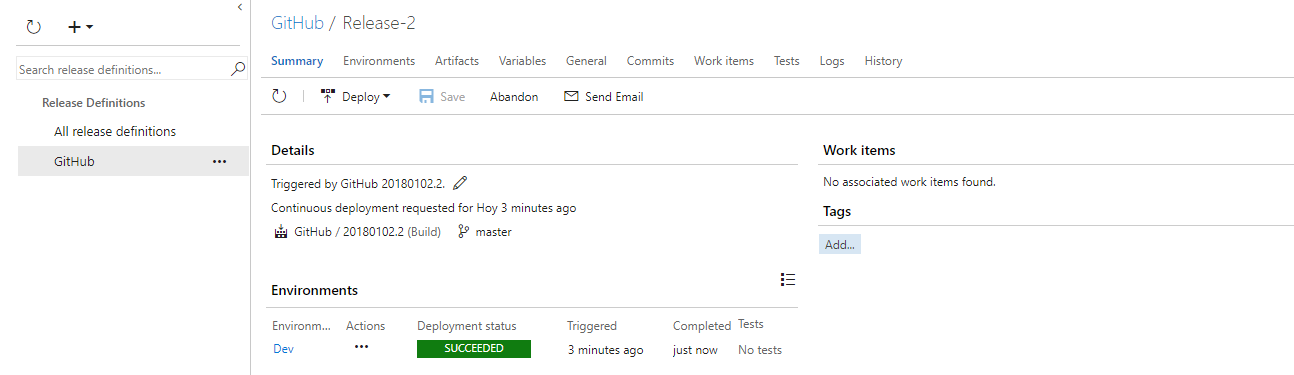 GitHub / Release-2
Search release definitions...
Release Definitions
All release definitions
GitHub
Summary Environments Artifacts Variables General Commits Work items Tests Logs History
Deploy Save Abandon Send Email
Details
Triggered by GitHub 20180102.2.
Continuous deployment requested for Hoy 3 minutes ago
GitHub / 20180102.2 (Build) master
Work items
No associated work items found.
Tags
Add...
Environments
Environm... Actions Deployment status Triggered Completed Tests
Dev ... SUCCEEDED 3 minutes ago just now No tests